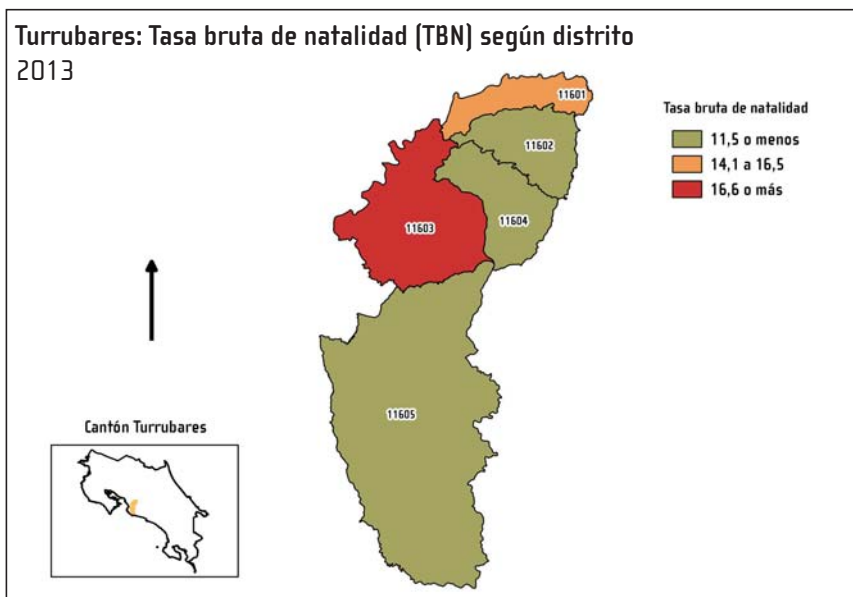 Turrubares: Tasa bruta de natalidad (TBN) según distrito
2013
11601
11602
11603
11604
11605
Tasa bruta de natalidad
11,5 o menos
14,1 a 16,5
16,6 o más
Cantón Turrubares